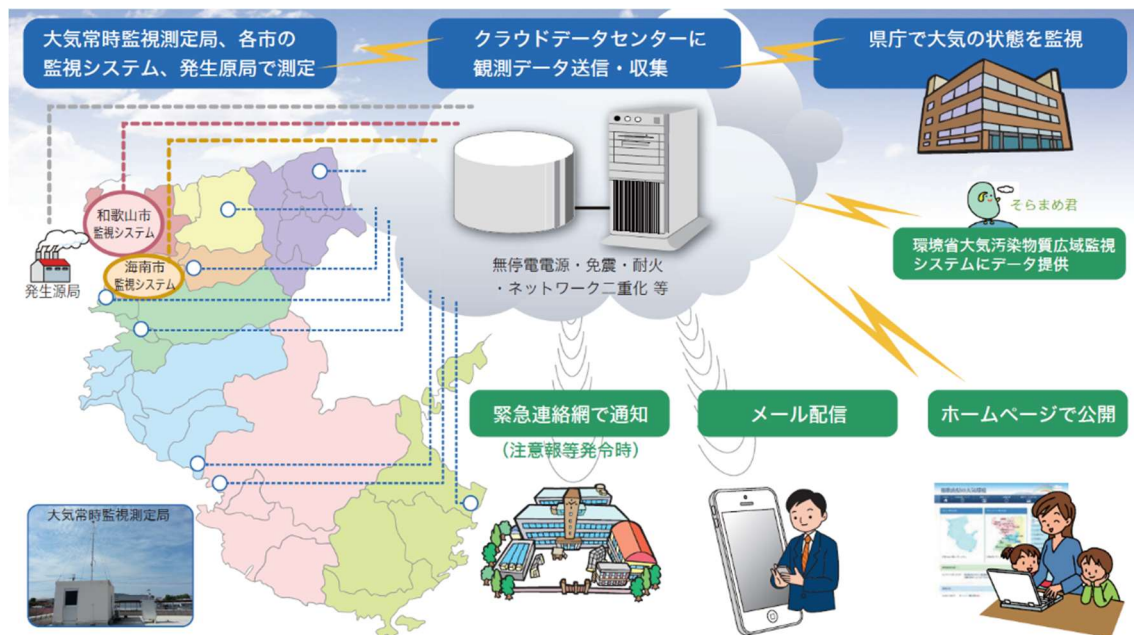 大気常時監視測定局、各市の
監視システム、発生源局で測定
クラウドデータセンターに
観測データ送信・収集
県庁で大気の状態を監視
和歌山市
監視システム
海南市
監視システム
発生源局
無停電電源・免震・耐火
・ネットワーク二重化 等
そらまめ君
環境省大気汚染物質広域監視
システムにデータ提供
緊急連絡網で通知
（注意報等発令時）
メール配信
ホームページで公開
大気常時監視測定局